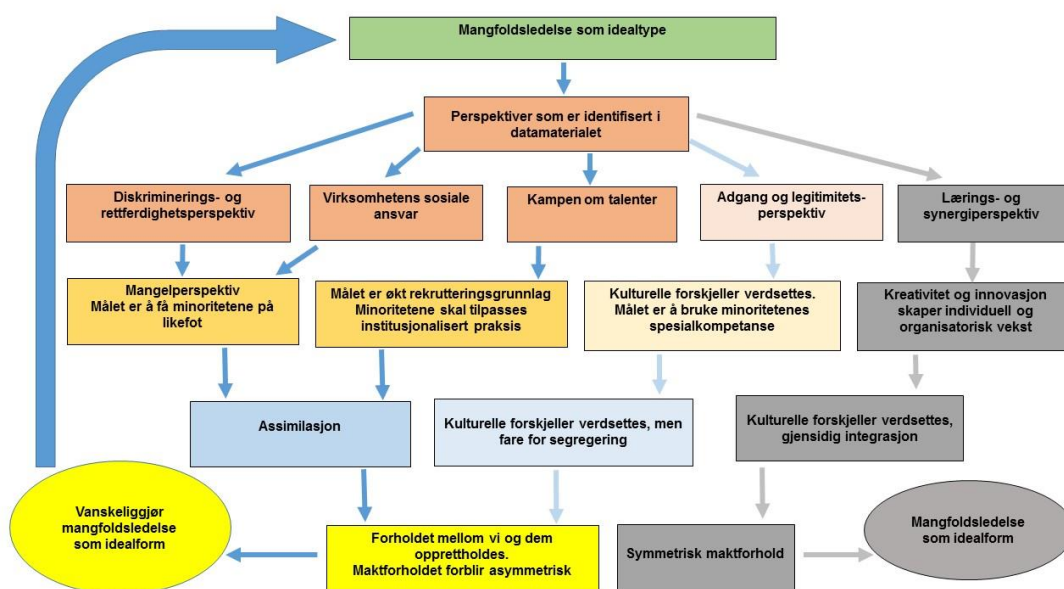 Mangfoldsledelse som idealtype
Perspektiver som er identifisert i
datamaterialet
Diskriminerings- og
rettferdighetsperspektiv
Virksomhetens sosiale
ansvar
Kampen om talenter
Adgang og legitimitets-
perspektiv
Lærings- og
synergiperspektiv
Mangelperspektiv
Målet er å få minoritetene på
likefot
Målet er økt rekrutteringsgrunnlag
Minoritetene skal tilpasses
institusjonalisert praksis
Kulturelle forskjeller verdsettes.
Målet er å bruke minoritetenes
spesialkompetanse
Kreativitet og innovasjon
skaper individuell og
organisatorisk vekst
Assimilasjon
Kulturelle forskjeller verdsettes, men
fare for segregering
Kulturelle forskjeller verdsettes,
gjensidig integrasjon
Vanskeliggjør
mangfoldsledelse
som idealform
Forholdet mellom vi og dem
opprettholdes.
Maktforholdet forblir asymmetrisk
Symmetrisk maktforhold
Mangfoldsledelse
som idealform